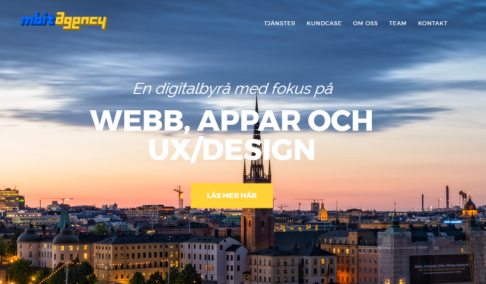 mbitagency
TJÄNSTER KUNDCASE OM OSS TEAM KONTAKT
En digitalbyrå med fokus på
WEBB, APPAR OCH
UX/DESIGN
LÄS MER HÄR